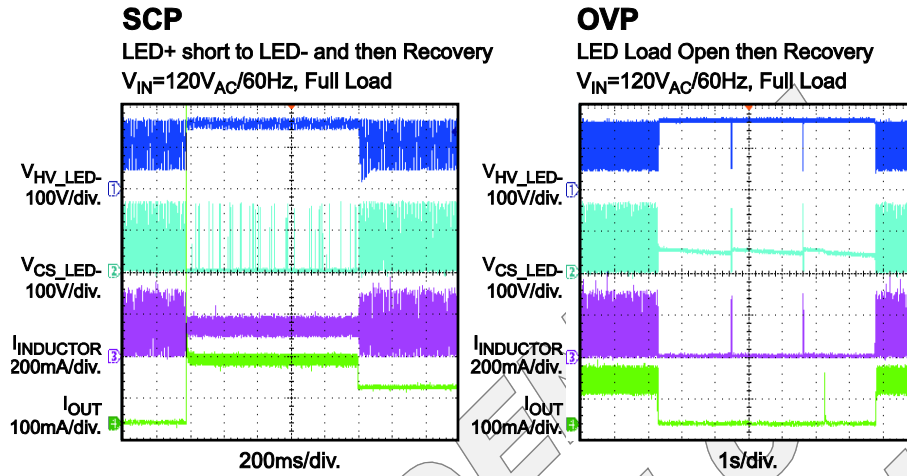 SCP
LED+ short to LED- and then Recovery
VIN=120VAC/60Hz, Full Load
VHV_LED-
100V/div.
1
VCS_LED-
100V/div.
2
IINDUCTOR
200mA/div.
3
IOUT
100mA/div.
4
200ms/div.
OVP
LED Load Open then Recovery
VIN=120VAC/60Hz, Full Load
VHV_LED-
100V/div.
1
VCS_LED-
100V/div.
2
IINDUCTOR
200mA/div.
3
IOUT
100mA/div.
4
1s/div.